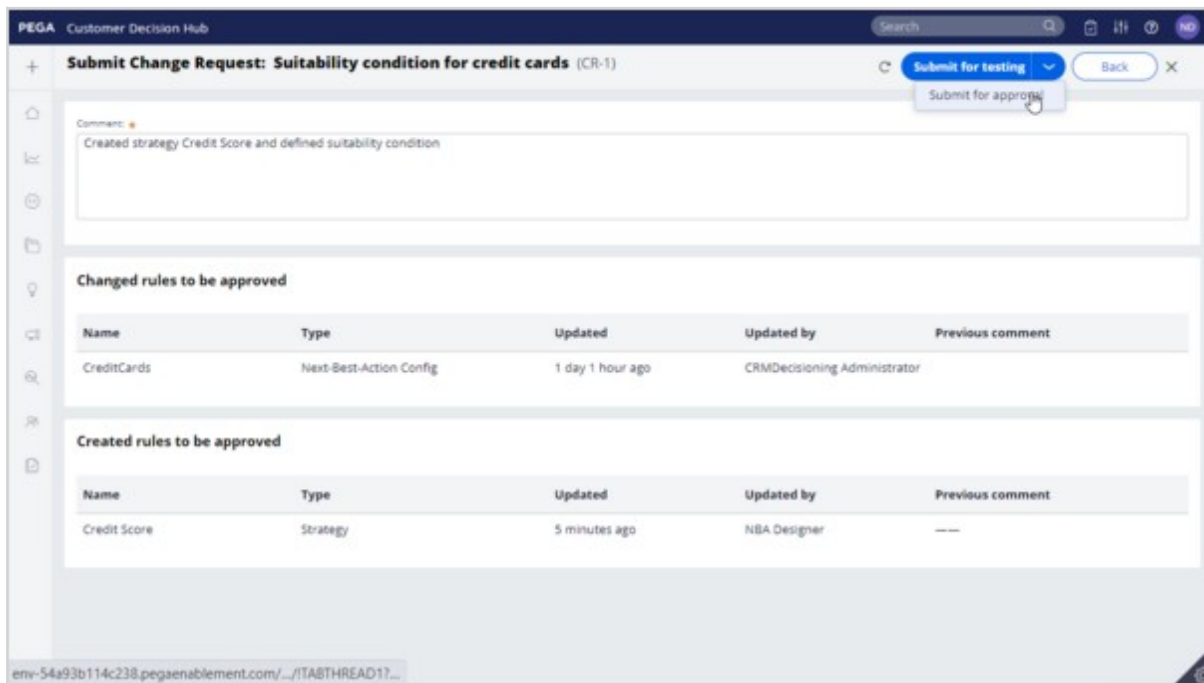 PEGA Customer Decision Hub Search ND
Submit Change Request: Suitability condition for credit cards (CR-1) Submit for testing Back
Submit for approval
Comment:
Created strategy Credit Score and defined suitability condition
Changed rules to be approved
Name Type Updated Updated by Previous comment
CreditCards Next-Best-Action Config 1 day 1 hour ago CRMDecisioning Administrator
Created rules to be approved
Name Type Updated Updated by Previous comment
Credit Score Strategy 5 minutes ago NBA Designer -----
env-54a93b114c238.pegaenablement.com/.../!TABTHREAD1?...